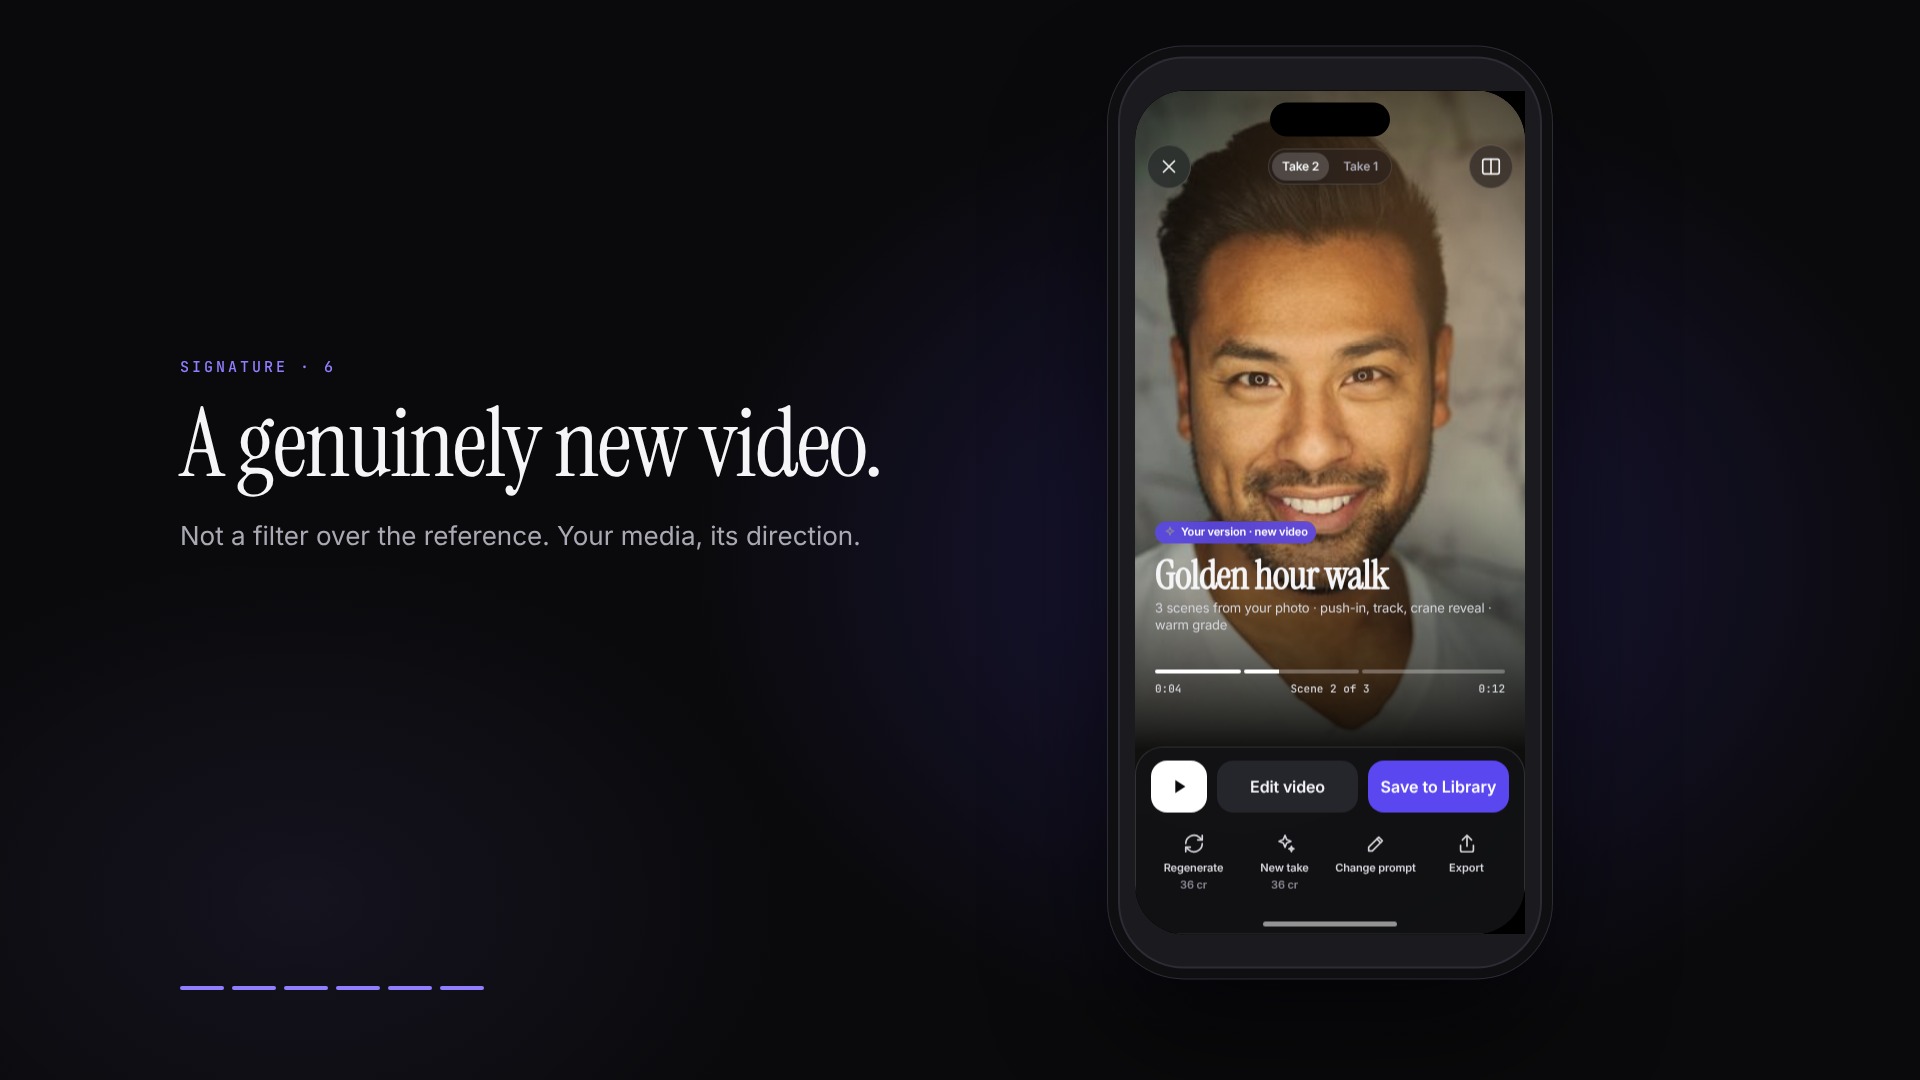 SIGNATURE · 6
A genuinely new video.
Not a filter over the reference. Your media, its direction.
Take 2
Take 1
Your version · new video
Golden hour walk
3 scenes from your photo · push-in, track, crane reveal ·
warm grade
0:04
Scene 2 of 3
0:12
Edit video
Save to Library
Regenerate
36 cr
New take
36 cr
Change prompt
Export